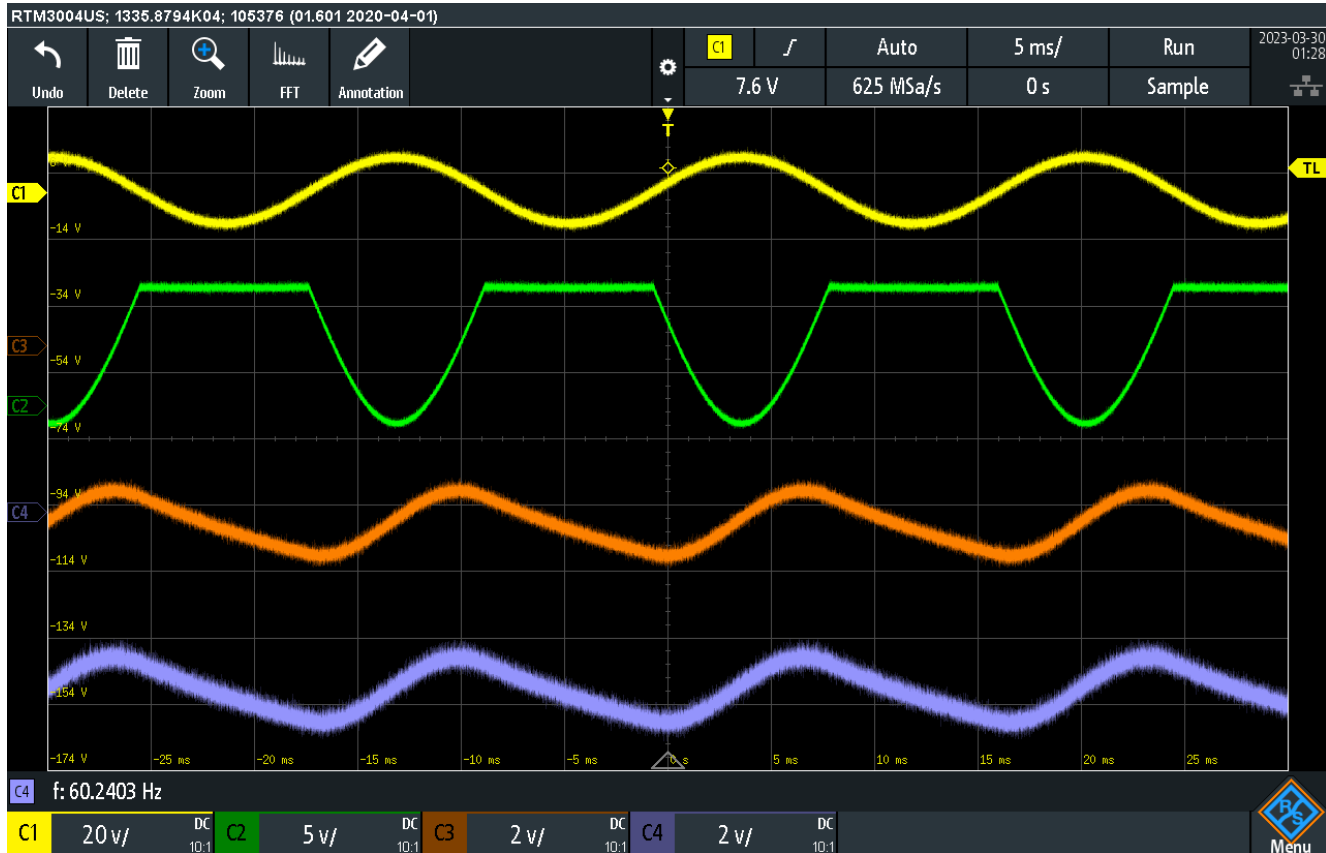 RTM3004US; 1335.8794K04; 105376 (01.601 2020-04-01)
Undo
Delete
Zoom
FFT
Annotation
C1
Auto
5 ms/
Run
7.6 V
625 MSa/s
0 s
Sample
2023-03-30
01:28
T
TL
C1
-14 V
-34 V
C3
-54 V
C2
-74 V
-94 V
C4
-114 V
-134 V
-154 V
-174 V
-25 ms
-20 ms
-15 ms
-10 ms
-5 ms
0 s
5 ms
10 ms
15 ms
20 ms
25 ms
C4 f: 60.2403 Hz
C1 20 V/ DC 10:1
C2 5 V/ DC 10:1
C3 2 V/ DC 10:1
C4 2 V/ DC 10:1
R&S
Menu